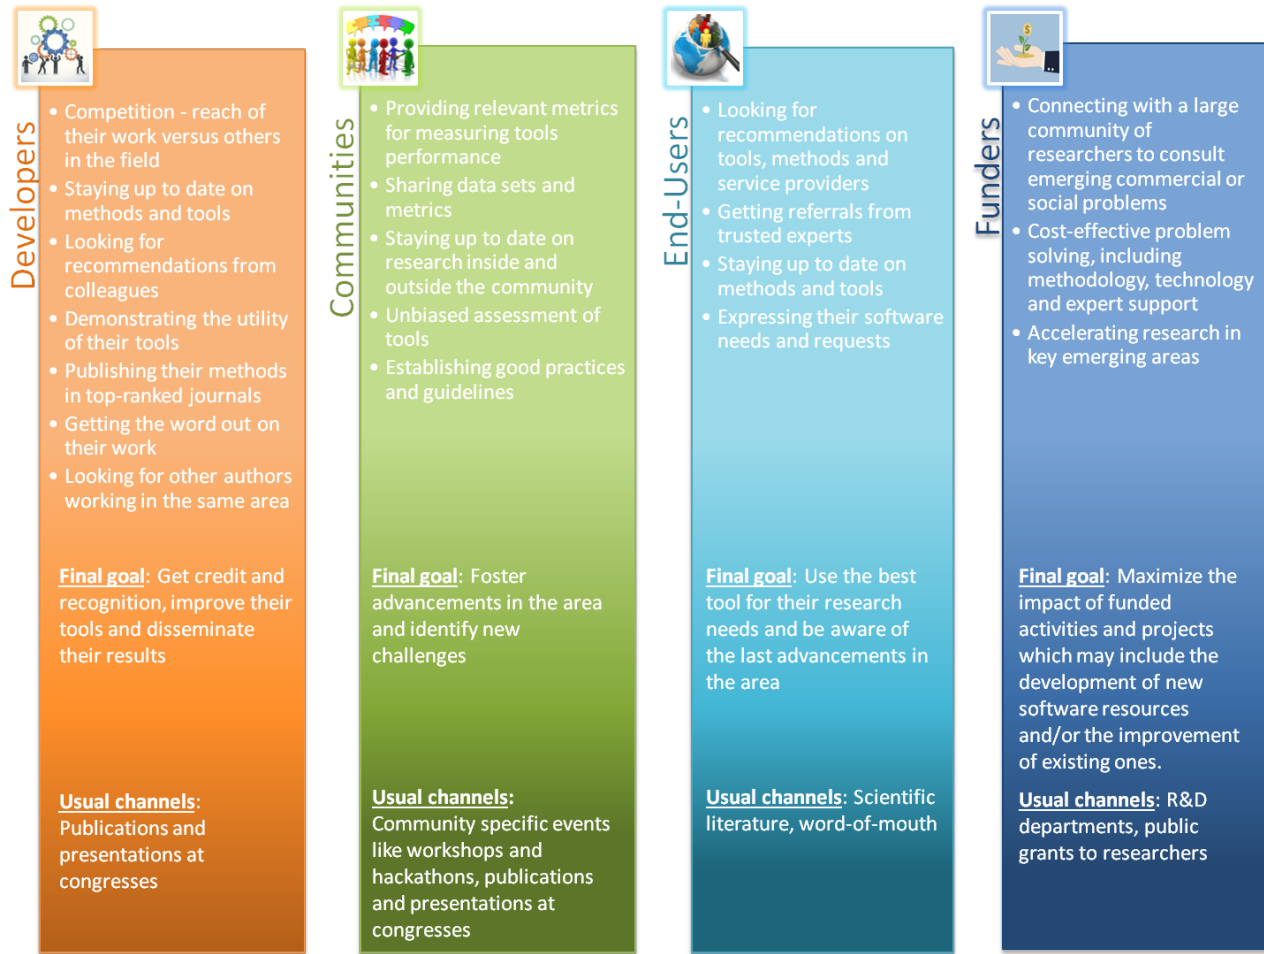 Developers
• Competition - reach of
their work versus others
in the field
• Staying up to date on
methods and tools
• Looking for
recommendations from
colleagues
• Demonstrating the utility
of their tools
• Publishing their methods
in top-ranked journals
• Getting the word out on
their work
• Looking for other authors
working in the same area
Final goal: Get credit and
recognition, improve their
tools and disseminate
their results
Usual channels:
Publications and
presentations at
congresses
Communities
• Providing relevant metrics
for measuring tools
performance
• Sharing data sets and
metrics
• Staying up to date on
research inside and
outside the community
• Unbiased assessment of
tools
• Establishing good practices
and guidelines
Final goal: Foster
advancements in the area
and identify new
challenges
Usual channels:
Community specific events
like workshops and
hackathons, publications
and presentations at
congresses
End-Users
• Looking for
recommendations on
tools, methods and
service providers
• Getting referrals from
trusted experts
• Staying up to date on
methods and tools
• Expressing their software
needs and requests
Final goal: Use the best
tool for their research
needs and be aware of
the last advancements in
the area
Usual channels: Scientific
literature, word-of-mouth
Funders
• Connecting with a large
community of
researchers to consult
emerging commercial or
social problems
• Cost-effective problem
solving, including
methodology, technology
and expert support
• Accelerating research in
key emerging areas
Final goal: Maximize the
impact of funded
activities and projects
which may include the
development of new
software resources
and/or the improvement
of existing ones.
Usual channels: R&D
departments, public
grants to researchers